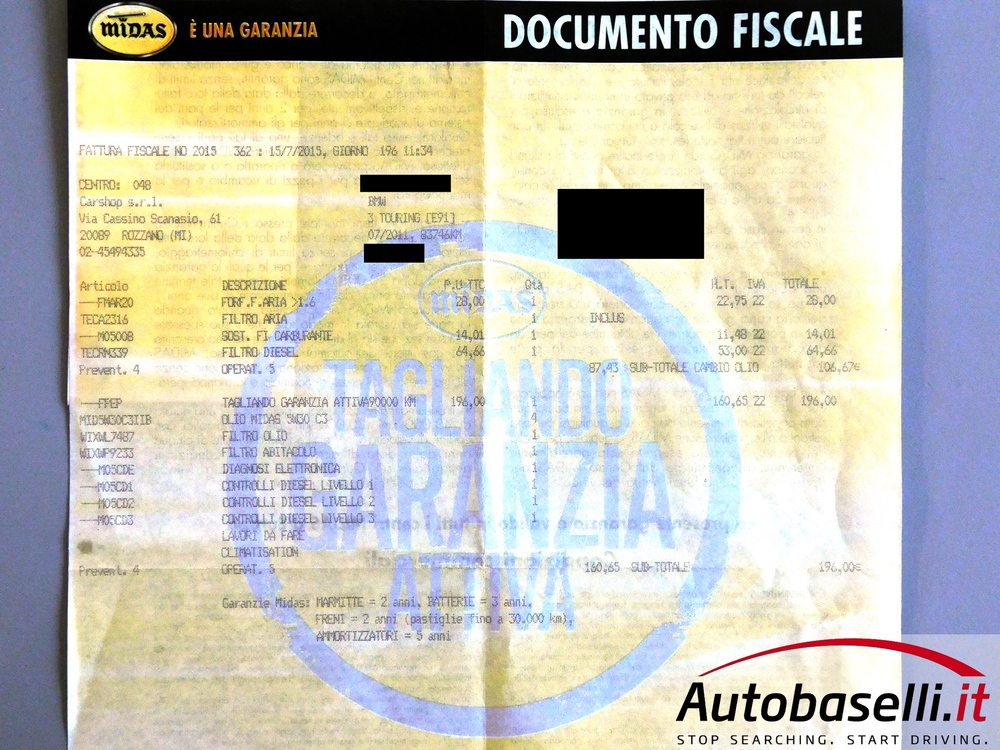 MIDAS È UNA GARANZIA DOCUMENTO FISCALE
FATTURA FISCALE NO 2015 362 : 15/7/2015, GIORNO 196 11:34
CENTRO: 048
Carshop s.r.l. BMW
Via Cassino Scanasio, 61 3 TOURING [E91]
20089 ROZZANO (MI) 07/2011, 83746KM
02-45494335
Articolo DESCRIZIONE P.U TTC Qta H.T. IVA TOTALE
---FMAR20 FORF.F.ARIA >1.6 28,00 1 22,95 22 28,00
TECA2316 FILTRO ARIA 1 INCLUS
---M05008 SOST. FI CARBURANTE 14,01 1 11,48 22 14,01
TECRN339 FILTRO DIESEL 64,66 1 53,00 22 64,66
Prevent. 4 OPERAT. 5 87,43 SUB-TOTALE CAMBIO OLIO 106,67€
---FPEP TAGLIANDO GARANZIA ATTIVA90000 KM 196,00 1 160,65 22 196,00
MID5W30C3IIB OLIO MIDAS 5W30 C3 4
WIXWL7487 FILTRO OLIO 1
WIXWP9233 FILTRO ABITACOLO 1
---M05CDE DIAGNOSI ELETTRONICA 1
---M05CD1 CONTROLLI DIESEL LIVELLO 1 1
---M05CD2 CONTROLLI DIESEL LIVELLO 2 1
---M05CD3 CONTROLLI DIESEL LIVELLO 3 1
LAVORI DA FARE
CLIMATISATION
Prevent. 4 OPERAT. 5 160,65 SUB-TOTALE 196,00€
Garanzie Midas: MARMITTE = 2 anni, BATTERIE = 3 anni,
FRENI = 2 anni (pastiglie fino a 30.000 km),
AMMORTIZZATORI = 5 anni
MIDAS
TAGLIANDO
GARANZIA
ATTIVA
Autobaselli.it
STOP SEARCHING. START DRIVING.